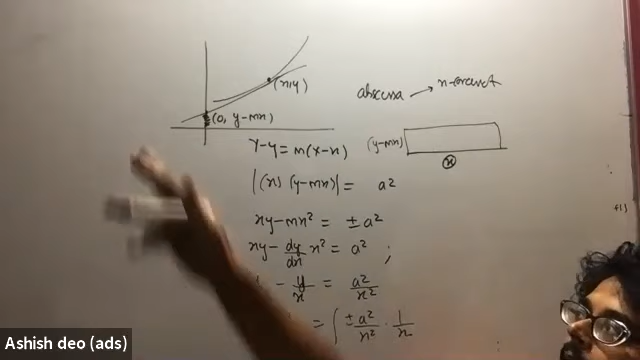 (x,y)
abscissa → x-coordinate
(0, y-mx)
Y-y = m(X-x)
(y-mx)
x
|(x) (y-mx)| = a²
xy-mx² = ±a²
xy - dy/dx x² = a² ;
- y/x = a²/x²
= ∫ ±a²/x² · 1/x
Ashish deo (ads)